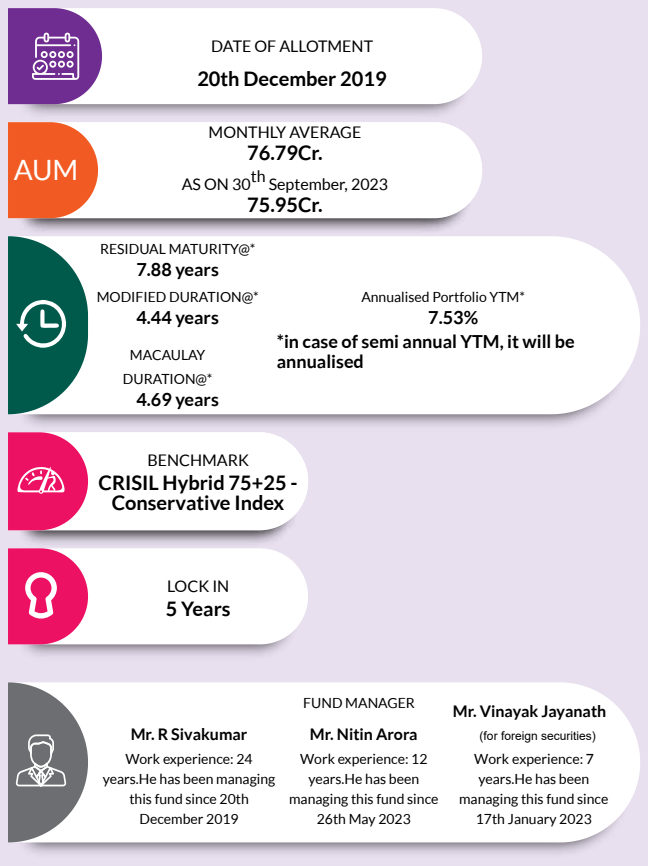 DATE OF ALLOTMENT
20th December 2019
AUM
MONTHLY AVERAGE
76.79Cr.
AS ON 30th September, 2023
75.95Cr.
RESIDUAL MATURITY@*
7.88 years
MODIFIED DURATION@*
4.44 years
MACAULAY
DURATION@*
4.69 years
Annualised Portfolio YTM*
7.53%
*in case of semi annual YTM, it will be
annualised
BENCHMARK
CRISIL Hybrid 75+25 -
Conservative Index
LOCK IN
5 Years
FUND MANAGER
Mr. R Sivakumar
Work experience: 24
years.He has been managing
this fund since 20th
December 2019
Mr. Nitin Arora
Work experience: 12
years.He has been
managing this fund since
26th May 2023
Mr. Vinayak Jayanath
(for foreign securities)
Work experience: 7
years.He has been
managing this fund since
17th January 2023